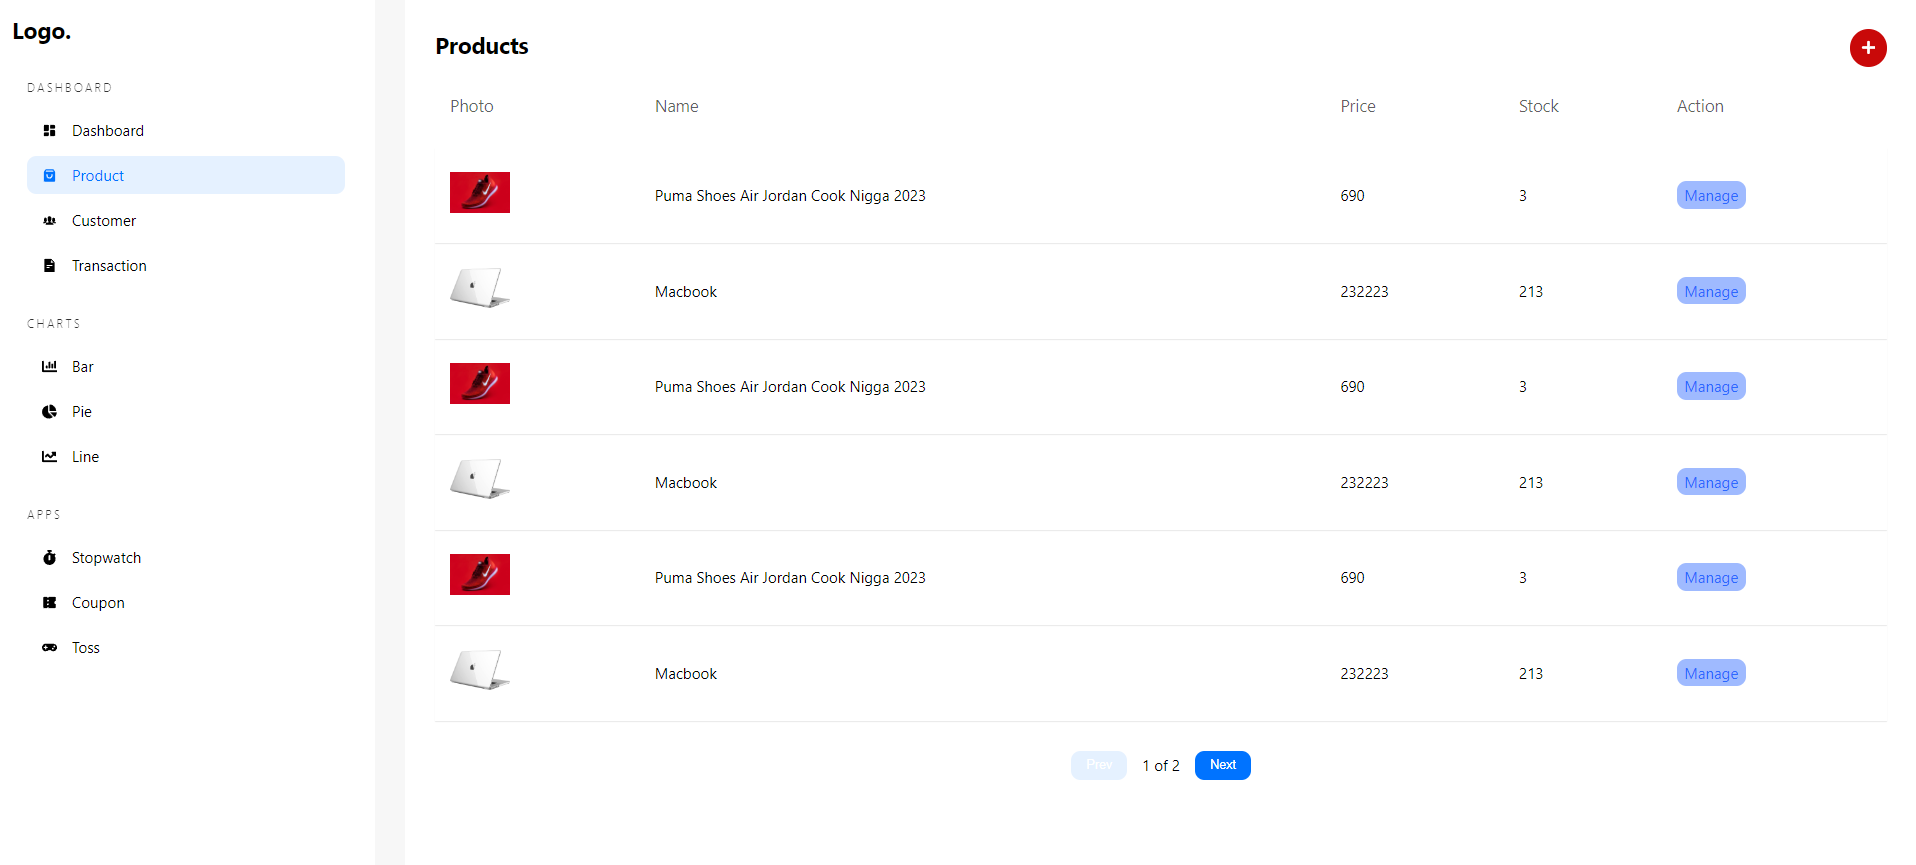 Logo.
DASHBOARD
Dashboard
Product
Customer
Transaction
CHARTS
Bar
Pie
Line
APPS
Stopwatch
Coupon
Toss
Products
Photo Name Price Stock Action
Puma Shoes Air Jordan Cook Nigga 2023 690 3 Manage
Macbook 232223 213 Manage
Puma Shoes Air Jordan Cook Nigga 2023 690 3 Manage
Macbook 232223 213 Manage
Puma Shoes Air Jordan Cook Nigga 2023 690 3 Manage
Macbook 232223 213 Manage
Prev 1 of 2 Next